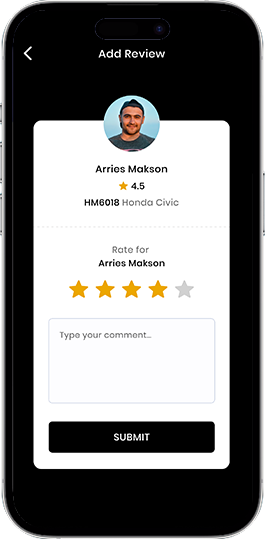 Add Review
Arries Makson
4.5
HM6018 Honda Civic
Rate for
Arries Makson
Type your comment...
SUBMIT